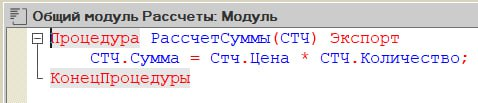 Общий модуль Рассчеты: Модуль
Процедура РассчетСуммы(СТЧ) Экспорт
СТЧ.Сумма = Стч.Цена * СТЧ.Количество;
КонецПроцедуры